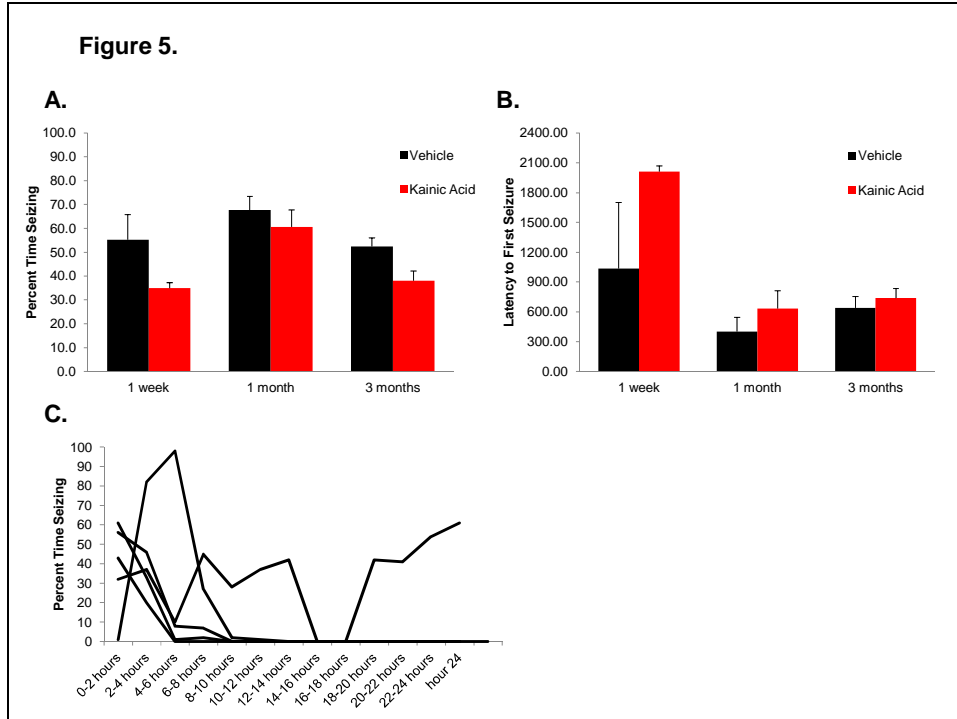 Figure 5.
A.
100.0
90.0
80.0
70.0
60.0
50.0
40.0
30.0
20.0
10.0
0.0
Percent Time Seizing
Vehicle
Kainic Acid
1 week
1 month
3 months
B.
2400.00
2100.00
1800.00
1500.00
1200.00
900.00
600.00
300.00
0.00
Latency to First Seizure
Vehicle
Kainic Acid
1 week
1 month
3 months
C.
100
90
80
70
60
50
40
30
20
10
0
Percent Time Seizing
0-2 hours
2-4 hours
4-6 hours
6-8 hours
8-10 hours
10-12 hours
12-14 hours
14-16 hours
16-18 hours
18-20 hours
20-22 hours
22-24 hours
hour 24